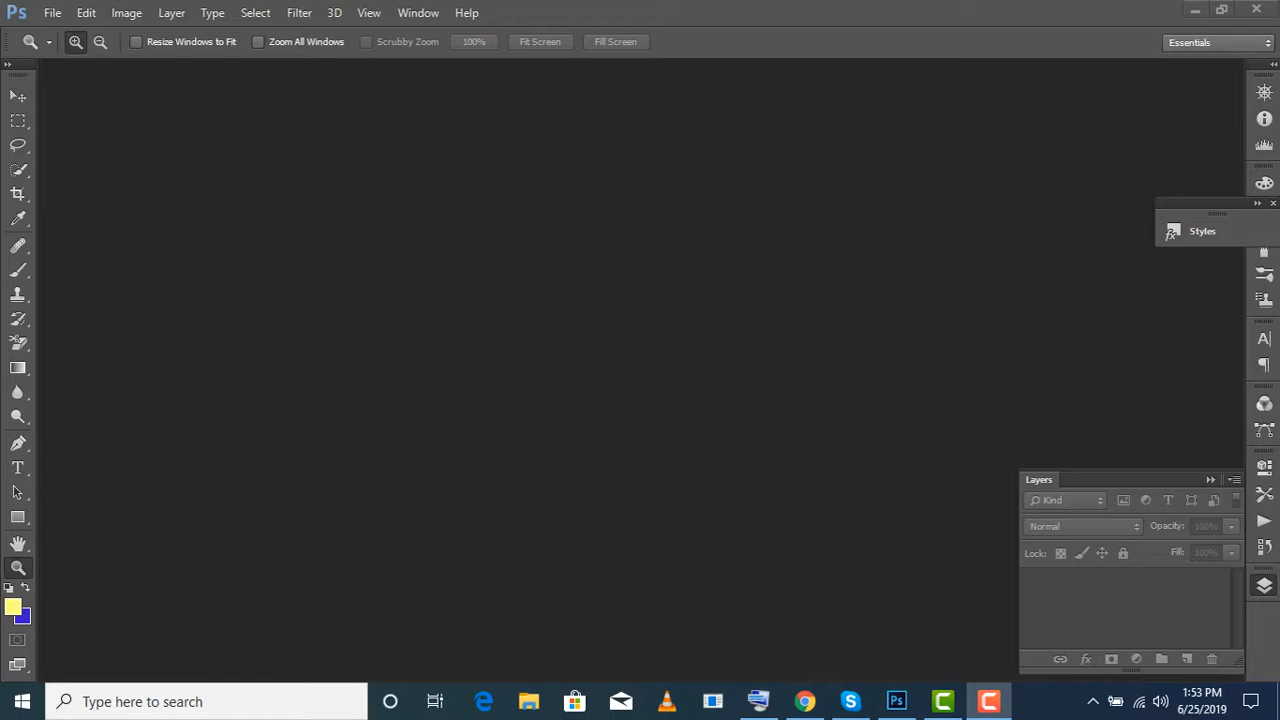 Ps File Edit Image Layer Type Select Filter 3D View Window Help
Resize Windows to Fit Zoom All Windows Scrubby Zoom 100% Fit Screen Fill Screen Essentials
Styles
Layers
Kind
Normal Opacity: 100%
Lock: Fill: 100%
Type here to search
1:53 PM
6/25/2019